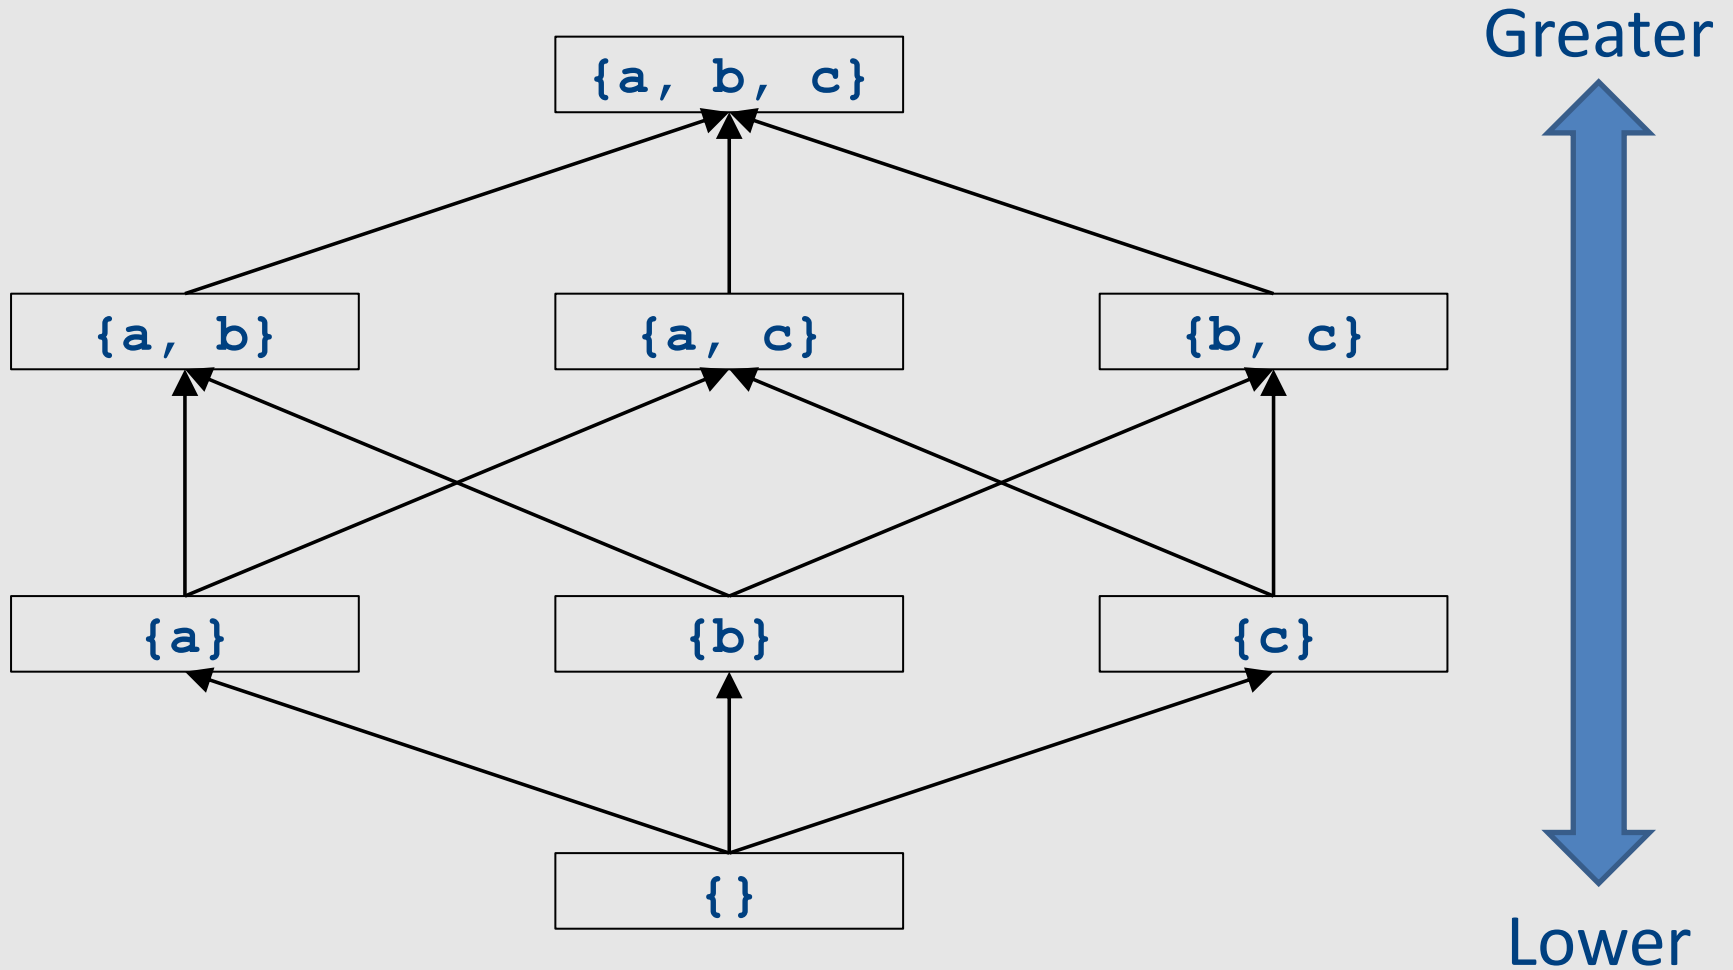 Greater
{a, b, c}
{a, b}
{a, c}
{b, c}
{a}
{b}
{c}
{}
Lower